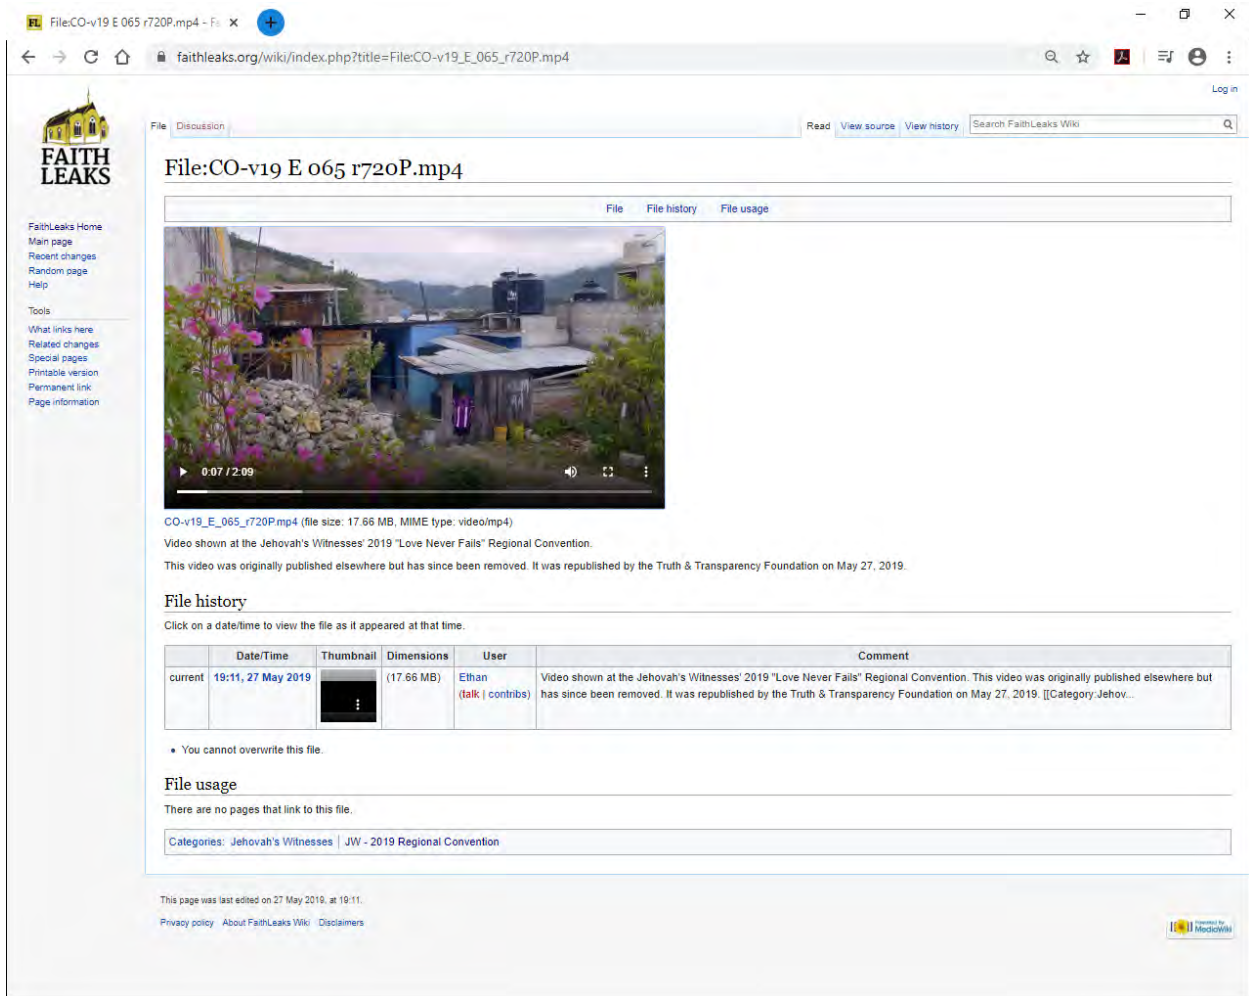 File:CO-v19 E 065 r720P.mp4 - Fa
faithleaks.org/wiki/index.php?title=File:CO-v19_E_065_r720P.mp4
Log in
FAITH
LEAKS
File Discussion
Read View source View history Search FaithLeaks Wiki
File:CO-v19 E 065 r720P.mp4
File File history File usage
FaithLeaks Home
Main page
Recent changes
Random page
Help
Tools
What links here
Related changes
Special pages
Printable version
Permanent link
Page information
0:07 / 2:09
CO-v19_E_065_r720P.mp4 (file size: 17.66 MB, MIME type: video/mp4)
Video shown at the Jehovah's Witnesses' 2019 "Love Never Fails" Regional Convention.
This video was originally published elsewhere but has since been removed. It was republished by the Truth & Transparency Foundation on May 27, 2019.
File history
Click on a date/time to view the file as it appeared at that time.
Date/Time Thumbnail Dimensions User Comment
current 19:11, 27 May 2019 (17.66 MB) Ethan Video shown at the Jehovah's Witnesses' 2019 "Love Never Fails" Regional Convention. This video was originally published elsewhere but
(talk | contribs) has since been removed. It was republished by the Truth & Transparency Foundation on May 27, 2019. [[Category:Jehov...
• You cannot overwrite this file.
File usage
There are no pages that link to this file.
Categories: Jehovah's Witnesses | JW - 2019 Regional Convention
This page was last edited on 27 May 2019, at 19:11.
Privacy policy About FaithLeaks Wiki Disclaimers
Powered by
MediaWiki